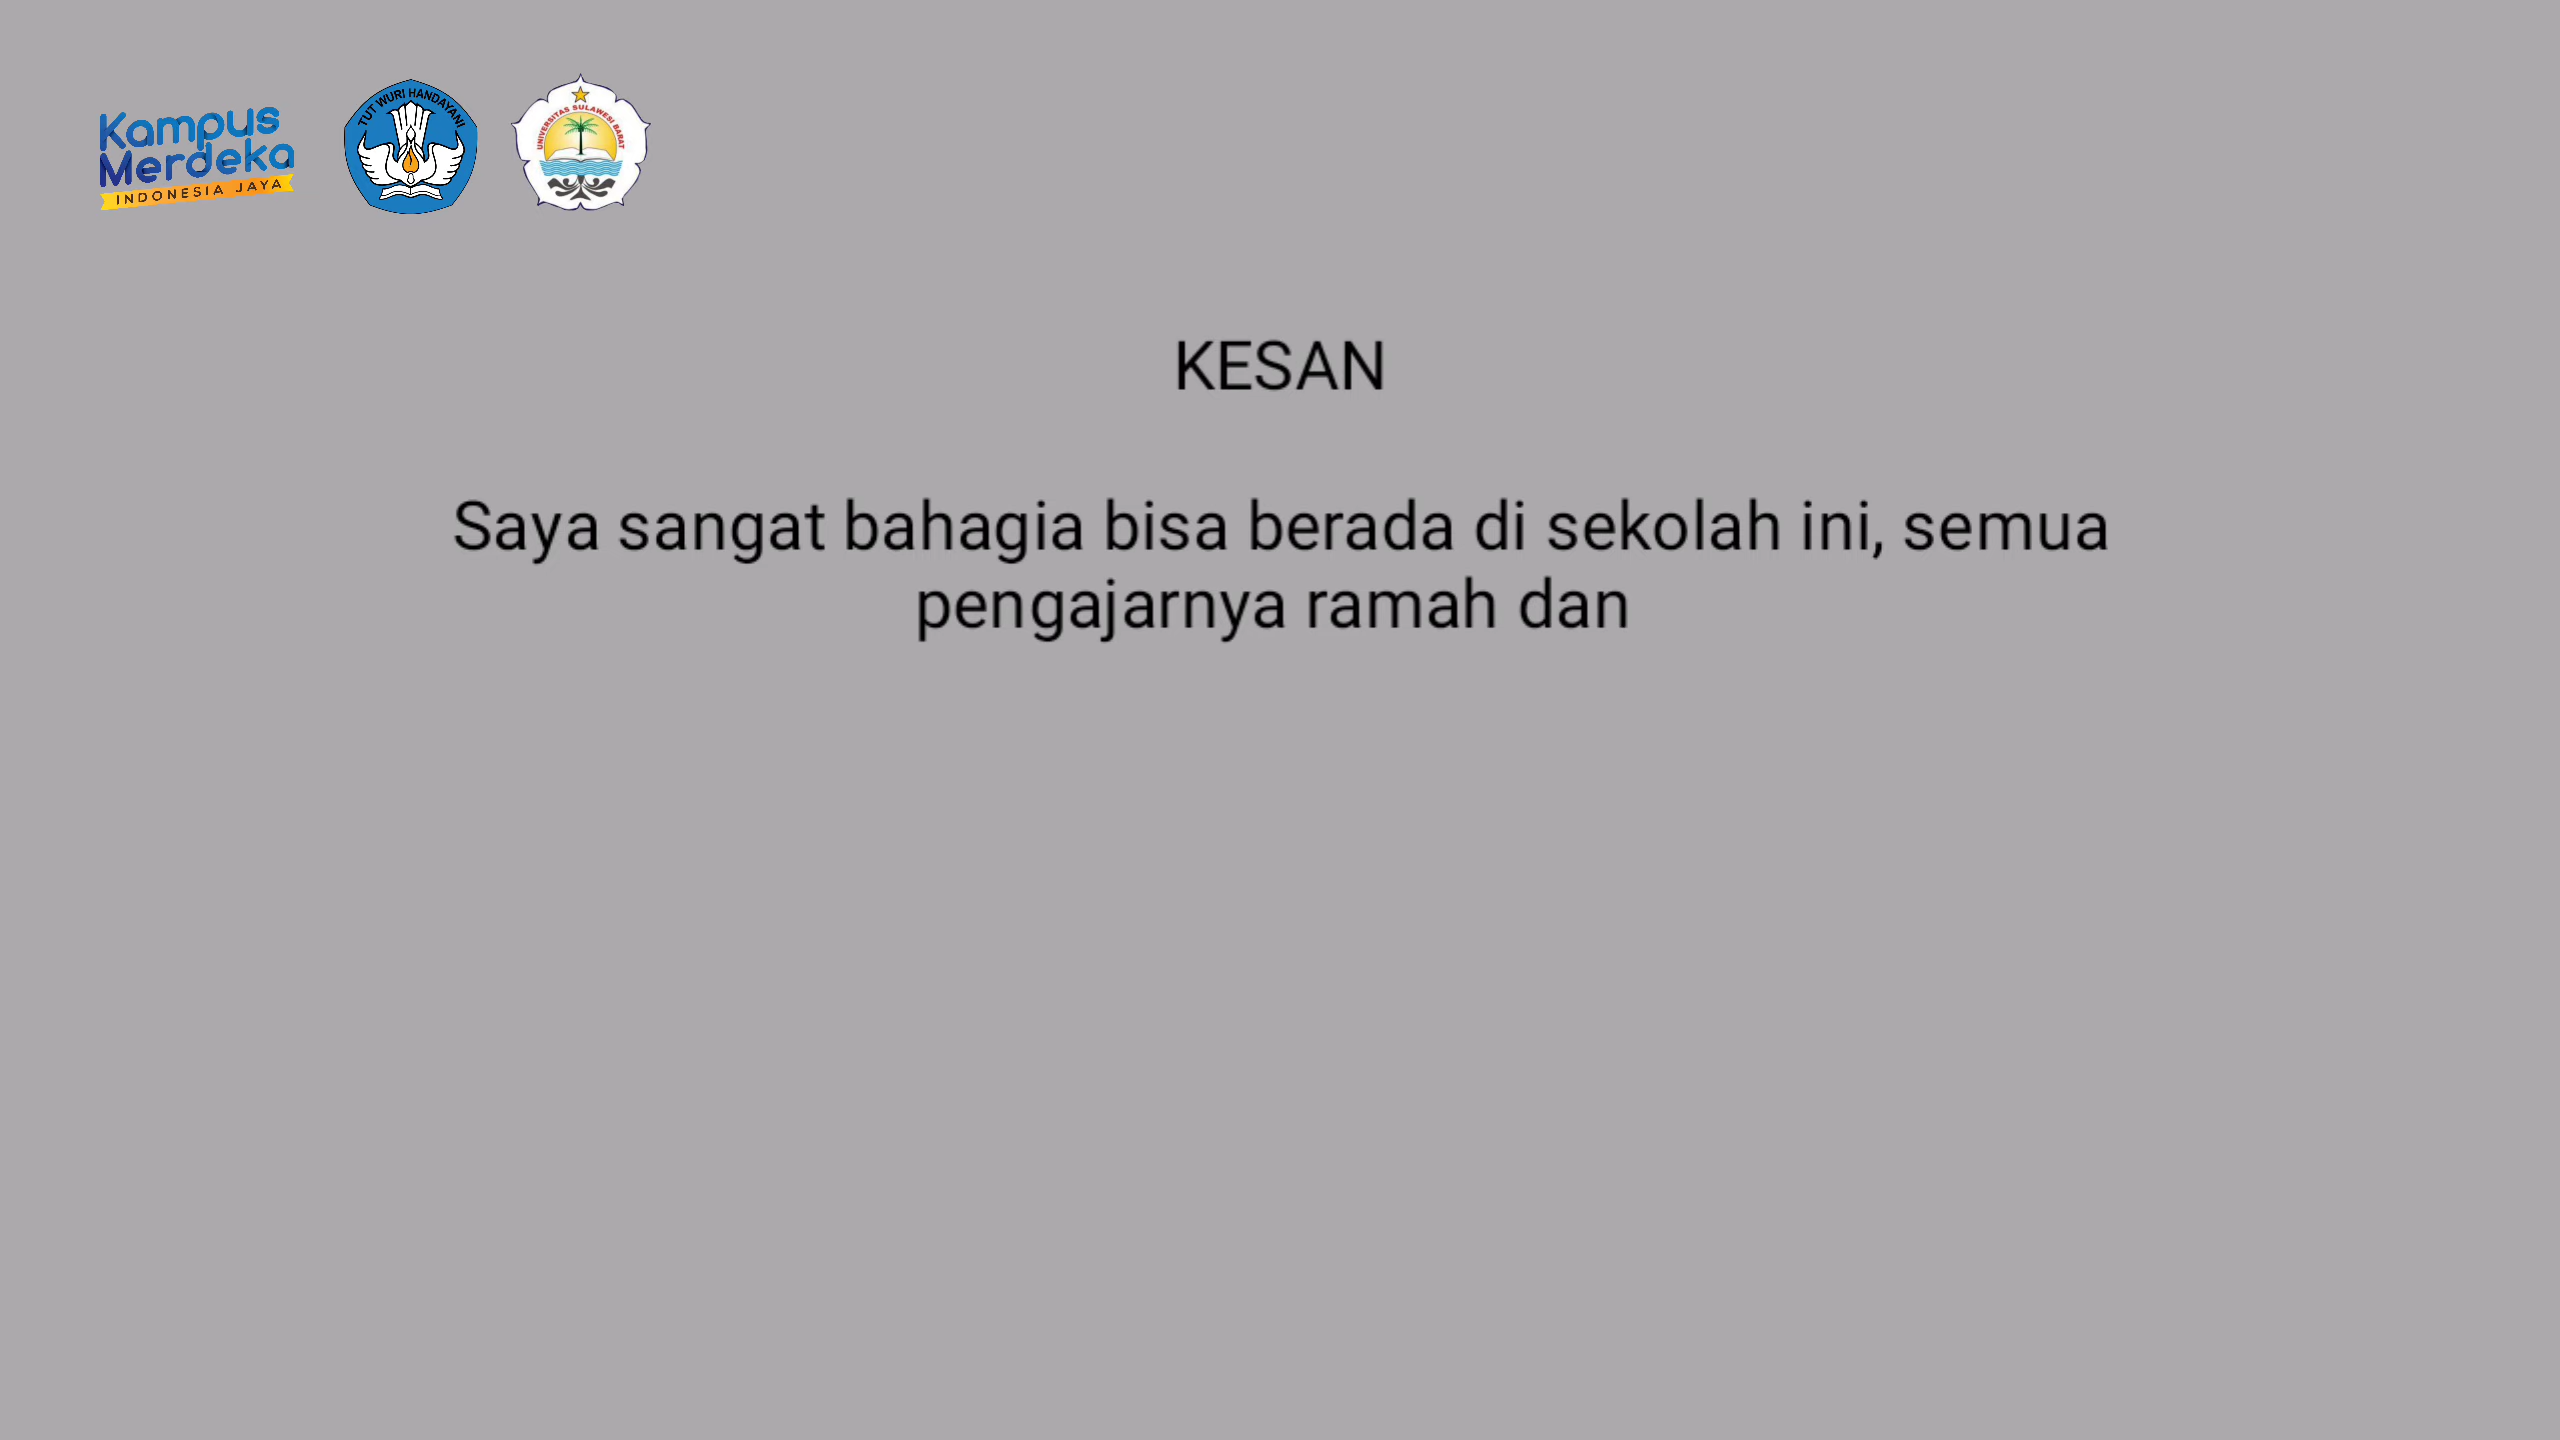 Kampus
Merdeka
INDONESIA JAYA
TUT WURI HANDAYANI
UNIVERSITAS SULAWESI BARAT
KESAN
Saya sangat bahagia bisa berada di sekolah ini, semua
pengajarnya ramah dan